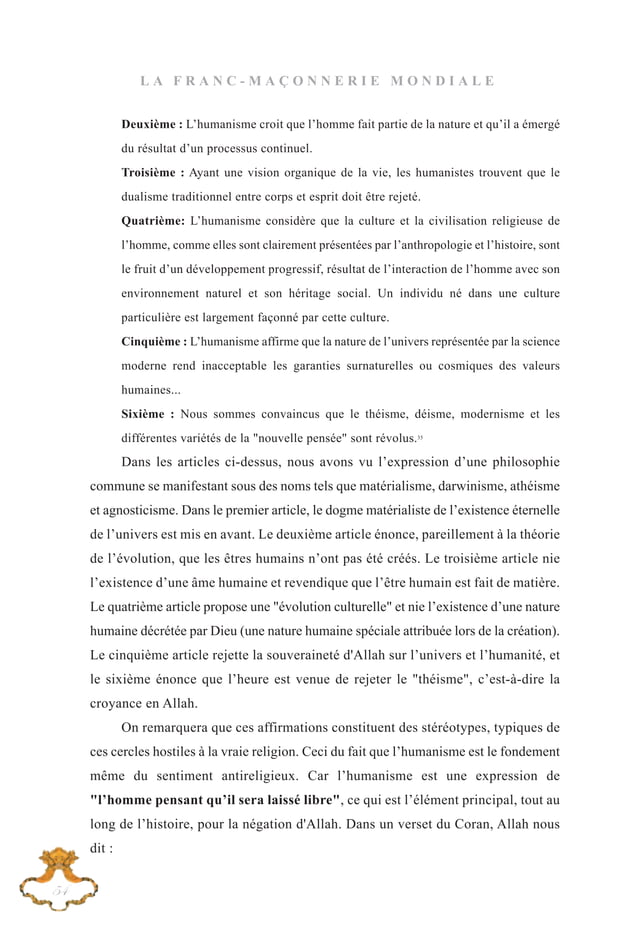 LA FRANC-MAÇONNERIE MONDIALE
Deuxième : L’humanisme croit que l’homme fait partie de la nature et qu’il a émergé
du résultat d’un processus continuel.
Troisième : Ayant une vision organique de la vie, les humanistes trouvent que le
dualisme traditionnel entre corps et esprit doit être rejeté.
Quatrième: L’humanisme considère que la culture et la civilisation religieuse de
l’homme, comme elles sont clairement présentées par l’anthropologie et l’histoire, sont
le fruit d’un développement progressif, résultat de l’interaction de l’homme avec son
environnement naturel et son héritage social. Un individu né dans une culture
particulière est largement façonné par cette culture.
Cinquième : L’humanisme affirme que la nature de l’univers représentée par la science
moderne rend inacceptable les garanties surnaturelles ou cosmiques des valeurs
humaines...
Sixième : Nous sommes convaincus que le théisme, déisme, modernisme et les
différentes variétés de la "nouvelle pensée" sont révolus.35
Dans les articles ci-dessus, nous avons vu l’expression d’une philosophie
commune se manifestant sous des noms tels que matérialisme, darwinisme, athéisme
et agnosticisme. Dans le premier article, le dogme matérialiste de l’existence éternelle
de l’univers est mis en avant. Le deuxième article énonce, pareillement à la théorie
de l’évolution, que les êtres humains n’ont pas été créés. Le troisième article nie
l’existence d’une âme humaine et revendique que l’être humain est fait de matière.
Le quatrième article propose une "évolution culturelle" et nie l’existence d’une nature
humaine décrétée par Dieu (une nature humaine spéciale attribuée lors de la création).
Le cinquième article rejette la souveraineté d'Allah sur l’univers et l’humanité, et
le sixième énonce que l’heure est venue de rejeter le "théisme", c’est-à-dire la
croyance en Allah.
On remarquera que ces affirmations constituent des stéréotypes, typiques de
ces cercles hostiles à la vraie religion. Ceci du fait que l’humanisme est le fondement
même du sentiment antireligieux. Car l’humanisme est une expression de
"l’homme pensant qu’il sera laissé libre", ce qui est l’élément principal, tout au
long de l’histoire, pour la négation d'Allah. Dans un verset du Coran, Allah nous
dit :
54